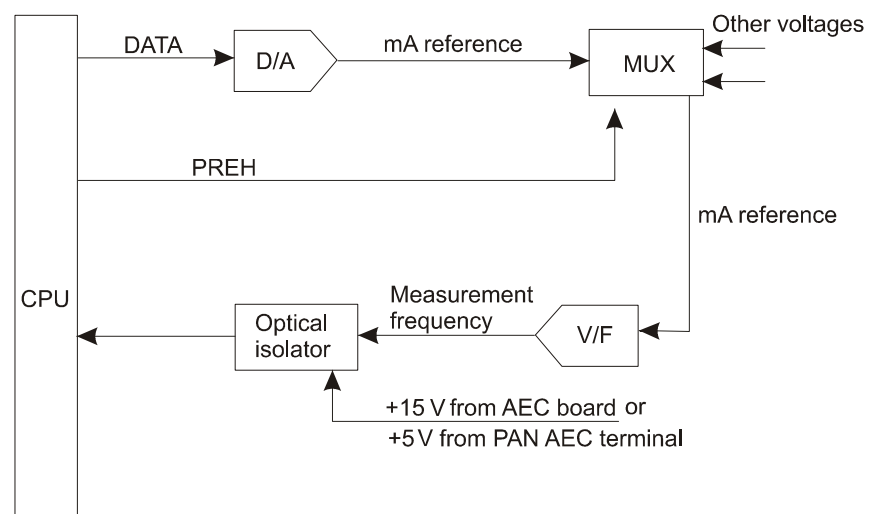 Other voltages
DATA
D/A
mA reference
MUX
PREH
mA reference
CPU
Measurement
frequency
Optical
isolator
V/F
+15 V from AEC board or
+5 V from PAN AEC terminal